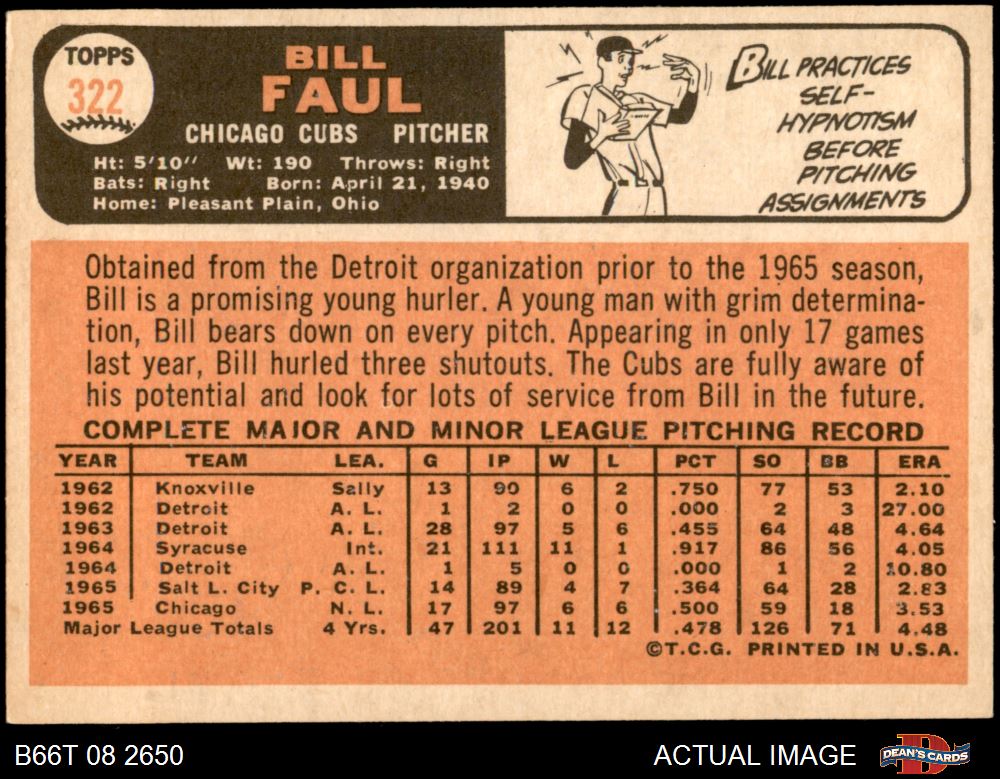 TOPPS
322
BILL
FAUL
CHICAGO CUBS PITCHER
Ht: 5'10" Wt: 190 Throws: Right
Bats: Right Born: April 21, 1940
Home: Pleasant Plain, Ohio
BILL PRACTICES
SELF-
HYPNOTISM
BEFORE
PITCHING
ASSIGNMENTS
Obtained from the Detroit organization prior to the 1965 season,
Bill is a promising young hurler. A young man with grim determina-
tion, Bill bears down on every pitch. Appearing in only 17 games
last year, Bill hurled three shutouts. The Cubs are fully aware of
his potential and look for lots of service from Bill in the future.
COMPLETE MAJOR AND MINOR LEAGUE PITCHING RECORD
YEAR TEAM LEA. G IP W L PCT SO BB ERA
1962 Knoxville Sally 13 90 6 2 .750 77 53 2.10
1962 Detroit A. L. 1 2 0 0 .000 2 3 27.00
1963 Detroit A. L. 28 97 5 6 .455 64 48 4.64
1964 Syracuse Int. 21 111 11 1 .917 86 56 4.05
1964 Detroit A. L. 1 5 0 0 .000 1 2 10.80
1965 Salt L. City P. C. L. 14 89 4 7 .364 64 28 2.83
1965 Chicago N. L. 17 97 6 6 .500 59 18 3.53
Major League Totals 4 Yrs. 47 201 11 12 .478 126 71 4.48
©T.C.G. PRINTED IN U.S.A.
B66T 08 2650 ACTUAL IMAGE DEAN'S CARDS